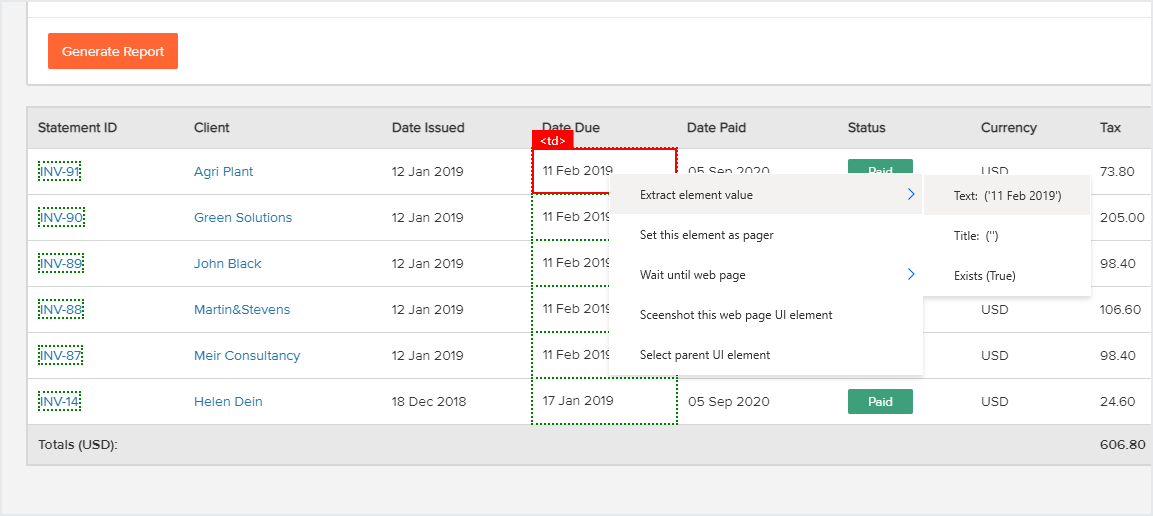 Generate Report
Statement ID Client Date Issued Date Due Date Paid Status Currency Tax
<td>
INV-91 Agri Plant 12 Jan 2019 11 Feb 2019 05 Sep 2020 Paid USD 73.80
Extract element value Text: ('11 Feb 2019')
INV-90 Green Solutions 12 Jan 2019 11 Feb 2019 205.00
Set this element as pager Title: ('')
INV-89 John Black 12 Jan 2019 11 Feb 2019 98.40
Wait until web page Exists (True)
INV-88 Martin&Stevens 12 Jan 2019 11 Feb 2019 USD 106.60
Sceenshot this web page UI element
INV-87 Meir Consultancy 12 Jan 2019 11 Feb 2019 USD 98.40
Select parent UI element
INV-14 Helen Dein 18 Dec 2018 17 Jan 2019 05 Sep 2020 Paid USD 24.60
Totals (USD): 606.80